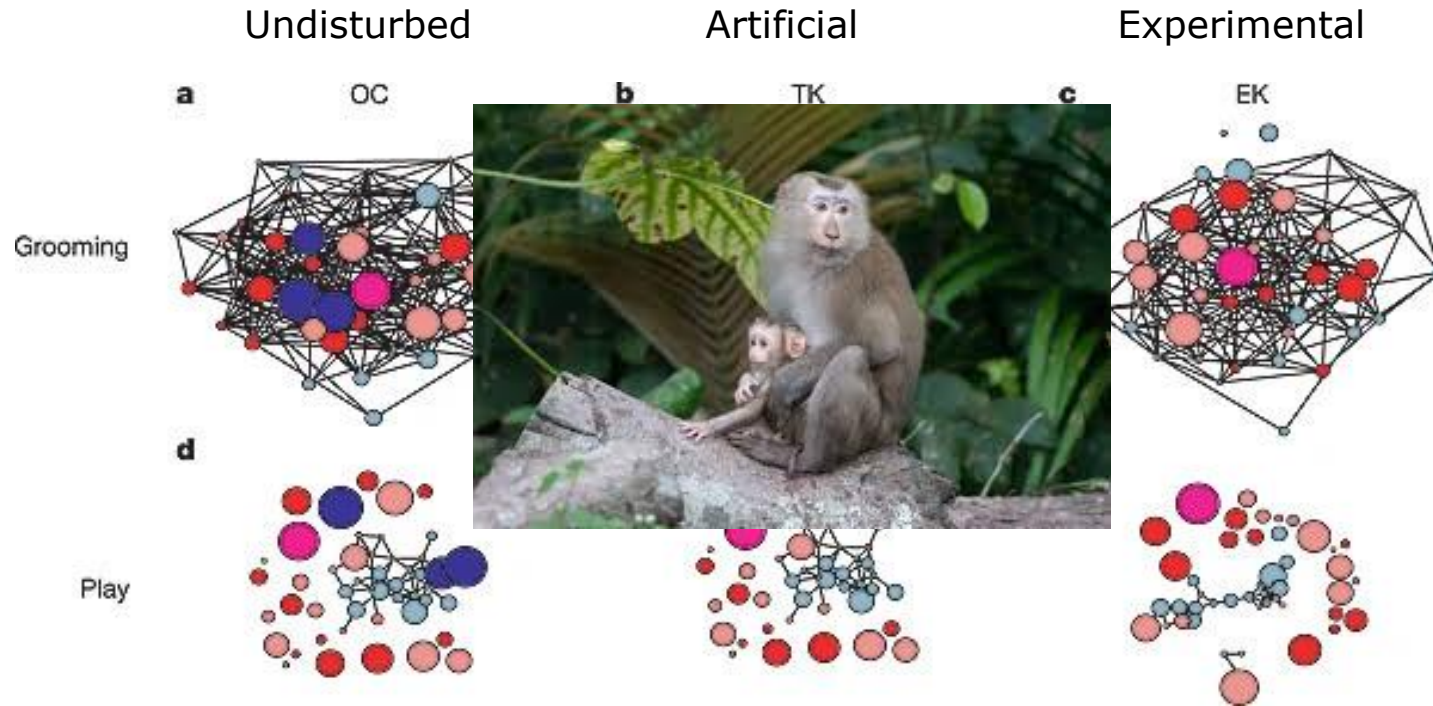 Undisturbed Artificial Experimental
a OC b TK c EK
Grooming
d
Play